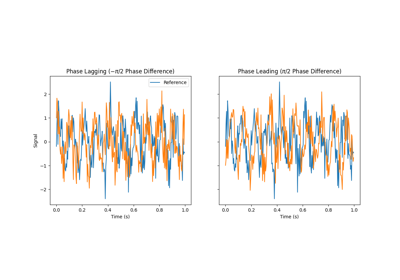 Phase Lagging (−π/2 Phase Difference)
Phase Leading (π/2 Phase Difference)
Reference
Signal
2
1
0
−1
−2
0.0 0.2 0.4 0.6 0.8 1.0
0.0 0.2 0.4 0.6 0.8 1.0
Time (s)
Time (s)